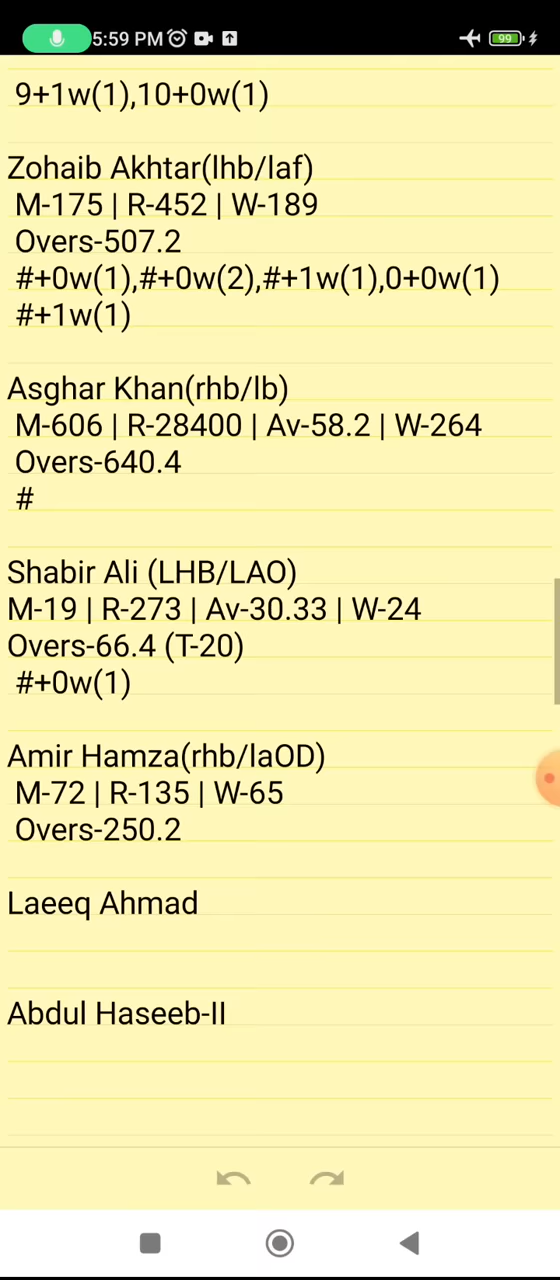 5:59 PM 99
9+1w(1),10+0w(1)
Zohaib Akhtar(lhb/laf)
M-175 | R-452 | W-189
Overs-507.2
#+0w(1),#+0w(2),#+1w(1),0+0w(1)
#+1w(1)
Asghar Khan(rhb/lb)
M-606 | R-28400 | Av-58.2 | W-264
Overs-640.4
#
Shabir Ali (LHB/LAO)
M-19 | R-273 | Av-30.33 | W-24
Overs-66.4 (T-20)
#+0w(1)
Amir Hamza(rhb/laOD)
M-72 | R-135 | W-65
Overs-250.2
Laeeq Ahmad
Abdul Haseeb-II